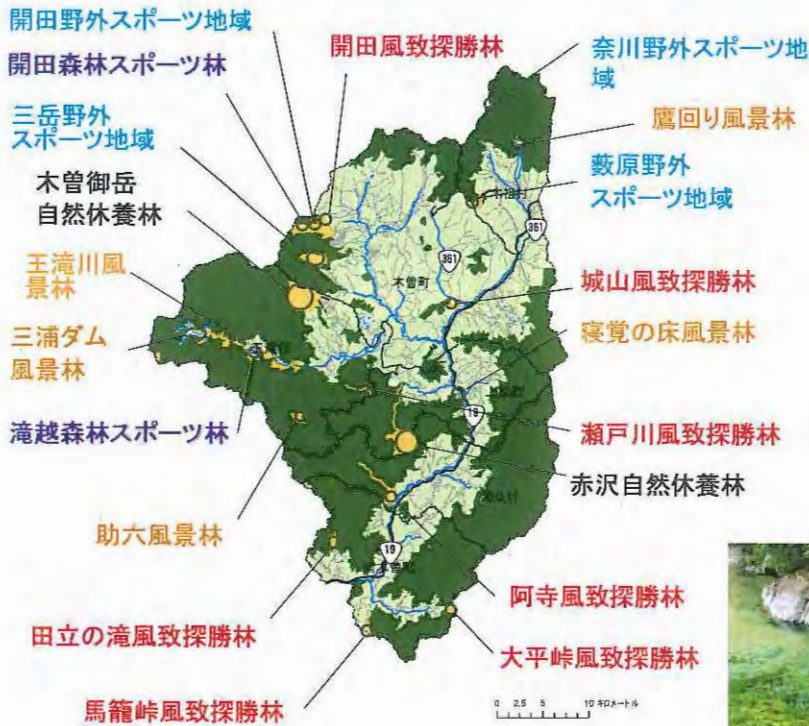 開田野外スポーツ地域
開田森林スポーツ林
開田風致探勝林
奈川野外スポーツ地
域
三岳野外
スポーツ地域
鷹回り風景林
木曽御岳
自然休養林
薮原野外
スポーツ地域
木祖村
361
361
木曽町
王滝川風
景林
城山風致探勝林
三浦ダム
風景林
寝覚の床風景林
滝越森林スポーツ林
19
瀬戸川風致探勝林
赤沢自然休養林
助六風景林
19
阿寺風致探勝林
田立の滝風致探勝林
大平峠風致探勝林
馬籠峠風致探勝林
0 2.5 5 10 キロメートル